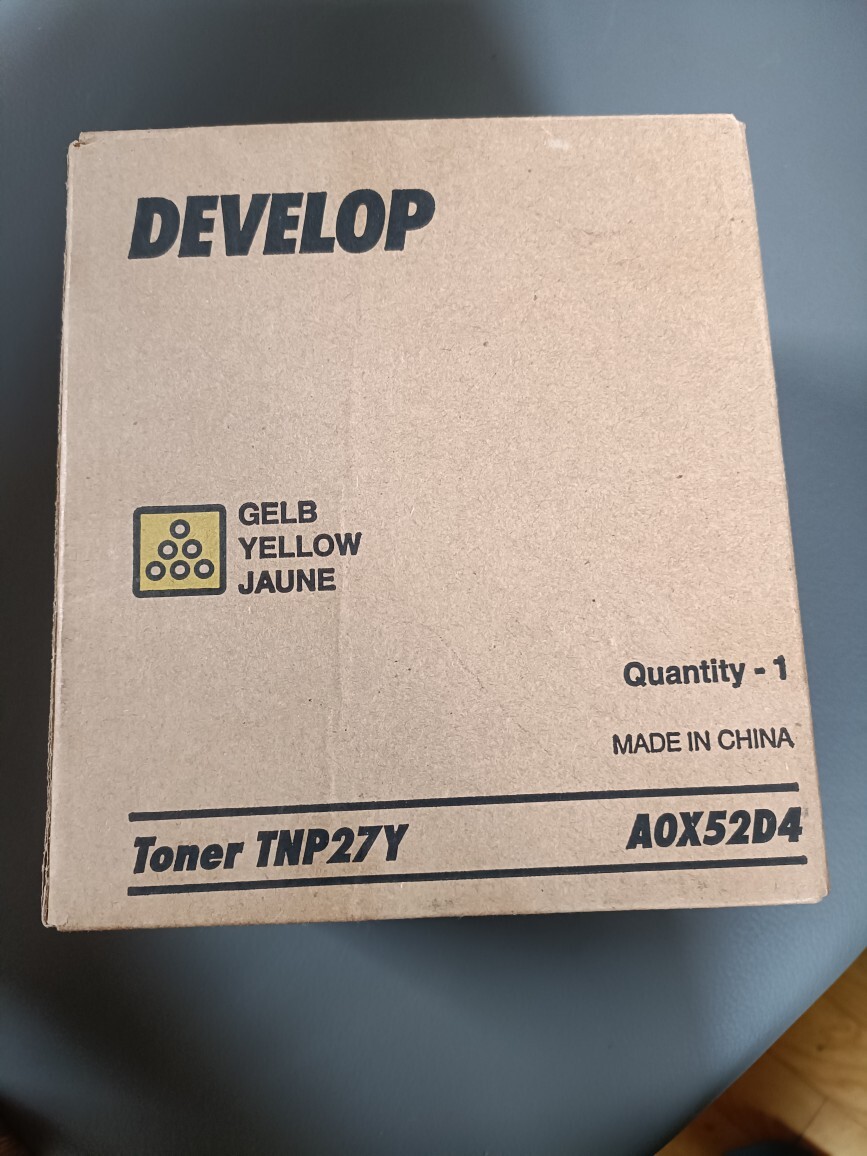 DEVELOP
GELB
YELLOW
JAUNE
Quantity - 1
MADE IN CHINA
Toner TNP27Y A0X52D4